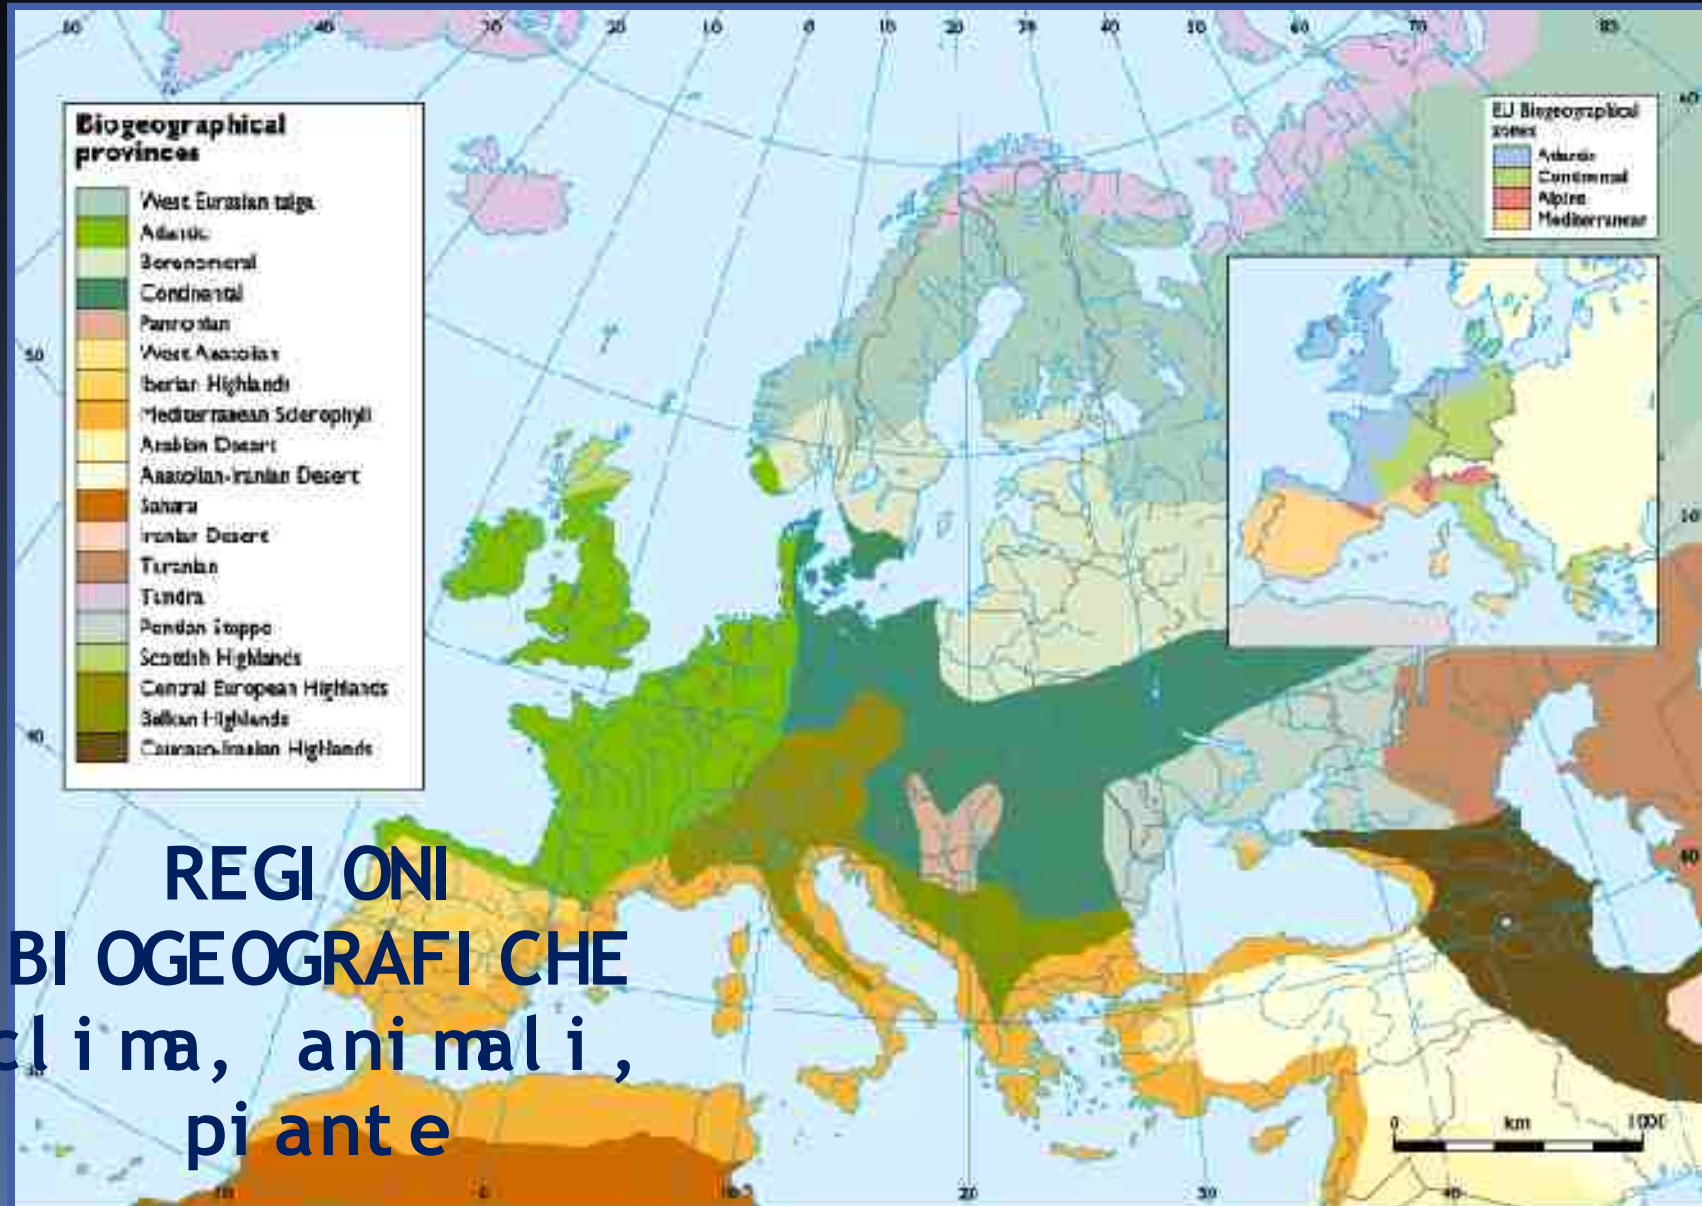 Biogeographical
provinces
West Eurasian taiga
Atlantic
Boreonemoral
Continental
Pannonian
West Anatolian
Iberian Highlands
Mediterranean Sclerophyll
Arabian Desert
Anatolian-Iranian Desert
Sahara
Iranian Desert
Turanian
Tundra
Pontian Steppe
Scottish Highlands
Central European Highlands
Balkan Highlands
Highlands
EU Biogeographical
zones
Atlantic
Continental
Alpine
Mediterranean
REGIONI
BIOGEOGRAFICHE
clima, animali,
piante
0 km 1000